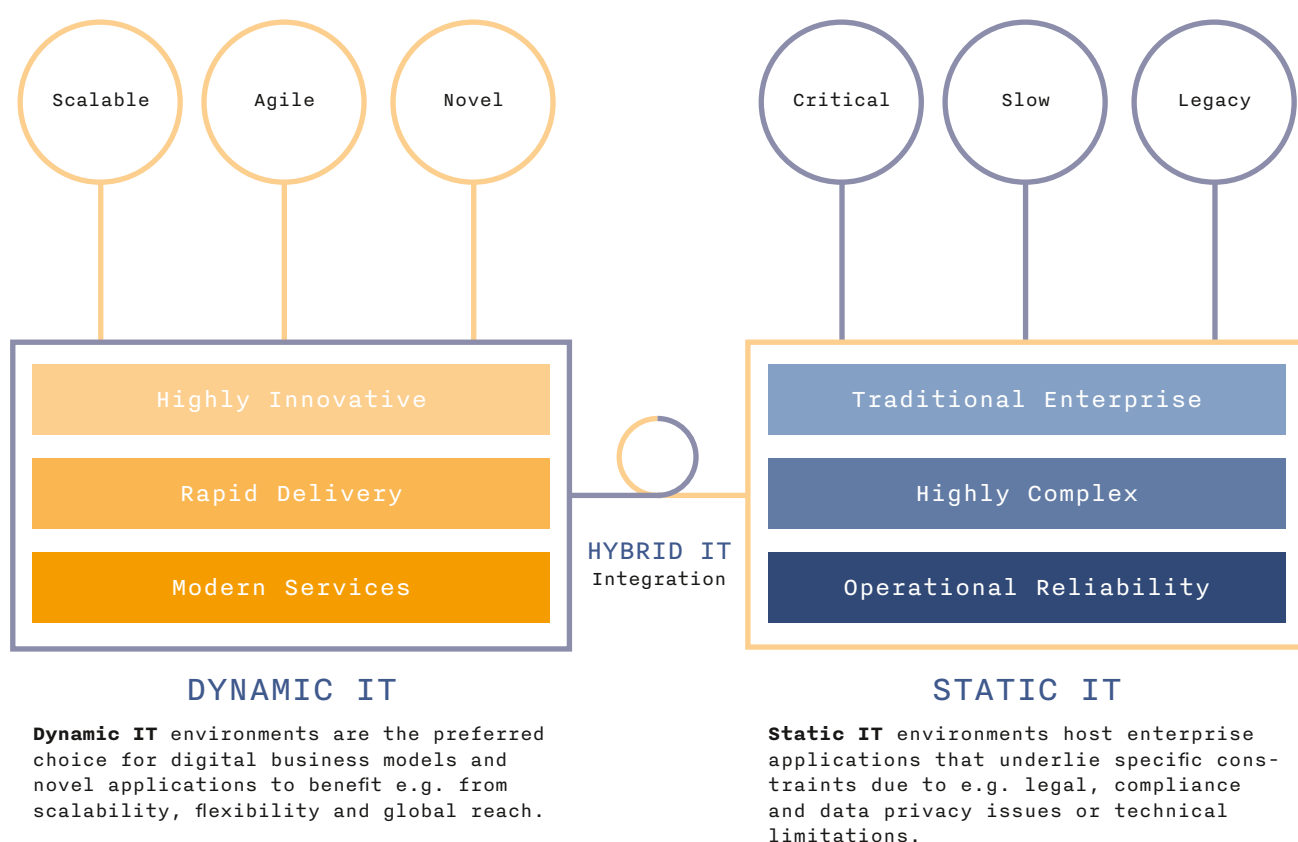 Scalable
Agile
Novel
Critical
Slow
Legacy
Highly Innovative
Rapid Delivery
Modern Services
HYBRID IT
Integration
Traditional Enterprise
Highly Complex
Operational Reliability
DYNAMIC IT
Dynamic IT environments are the preferred
choice for digital business models and
novel applications to benefit e.g. from
scalability, flexibility and global reach.
STATIC IT
Static IT environments host enterprise
applications that underlie specific cons-
traints due to e.g. legal, compliance
and data privacy issues or technical
limitations.